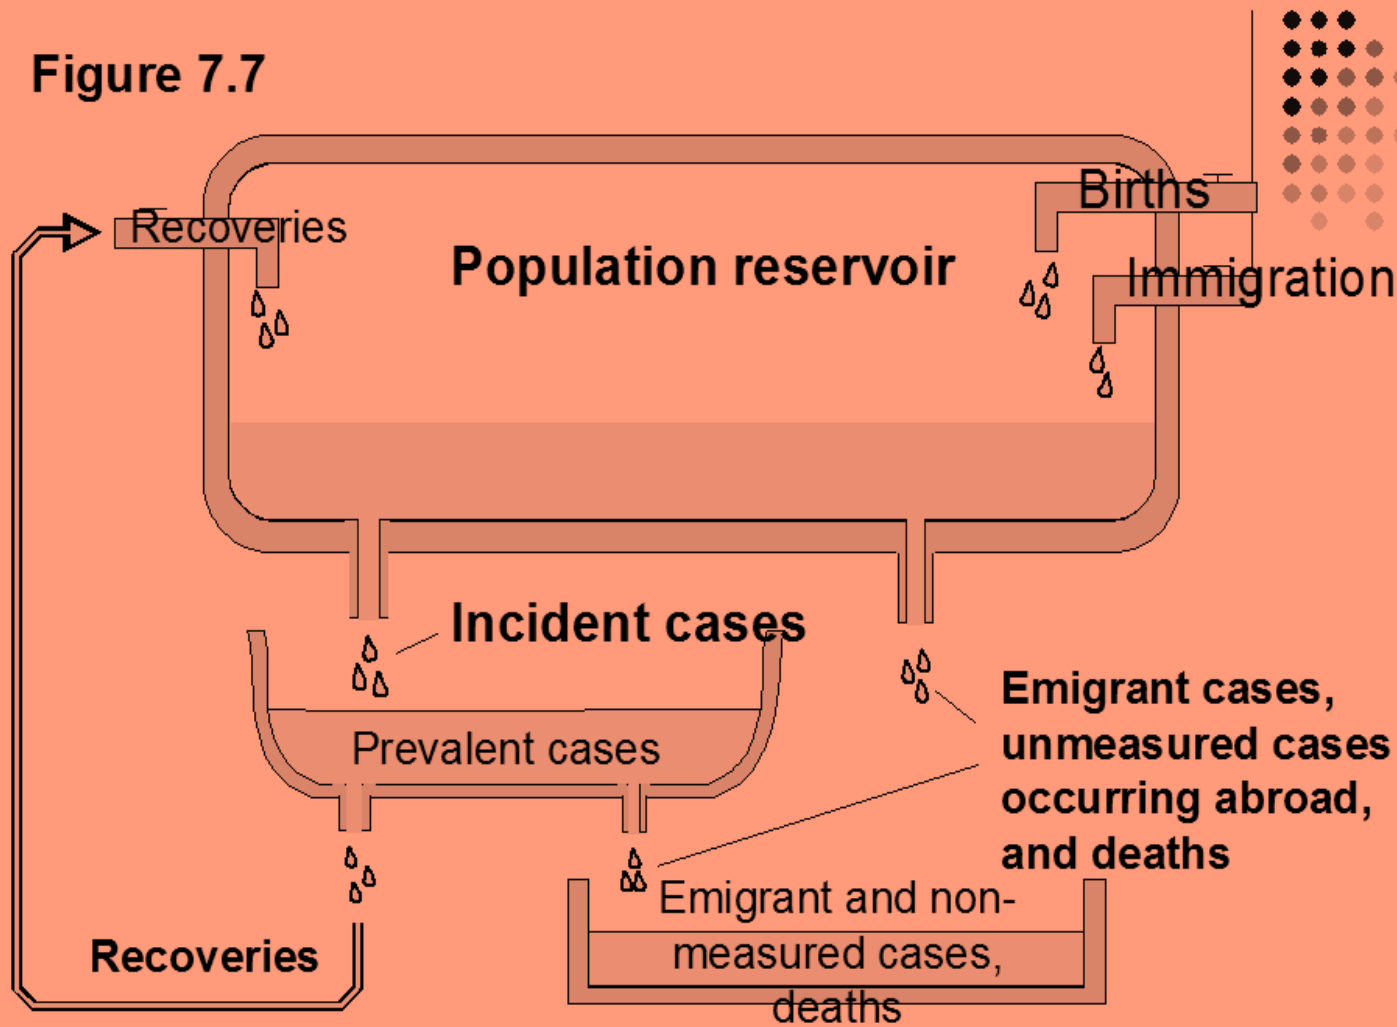 Figure 7.7
Births
Recoveries
Population reservoir
Immigration
Incident cases
Emigrant cases,
unmeasured cases
occurring abroad,
and deaths
Prevalent cases
Emigrant and non-
measured cases,
deaths
Recoveries